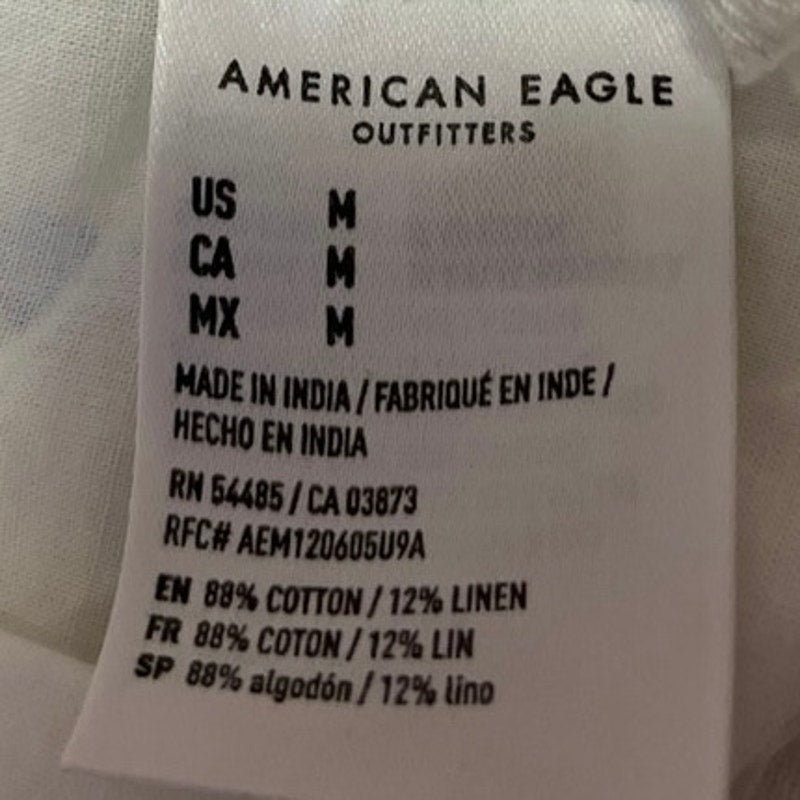 AMERICAN EAGLE
OUTFITTERS
US M
CA M
MX M
MADE IN INDIA / FABRIQUÉ EN INDE /
HECHO EN INDIA
RN 54485 / CA 03873
RFC# AEM120605U9A
EN 88% COTTON / 12% LINEN
FR 88% COTON / 12% LIN
SP 88% algodón / 12% lino